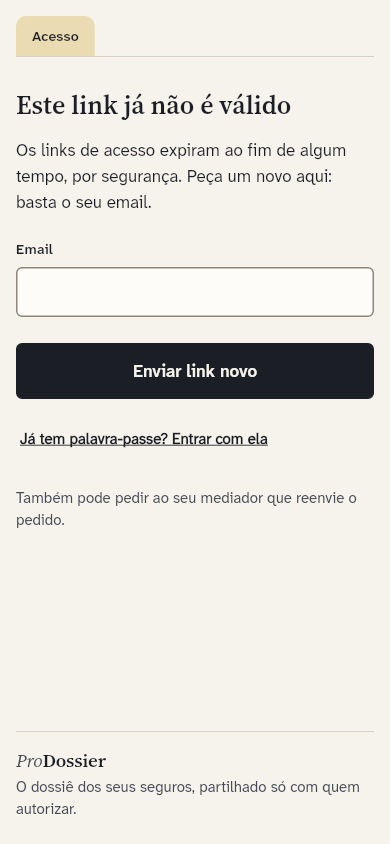 Acesso
Este link já não é válido
Os links de acesso expiram ao fim de algum
tempo, por segurança. Peça um novo aqui:
basta o seu email.
Email
Enviar link novo
Já tem palavra-passe? Entrar com ela
Também pode pedir ao seu mediador que reenvie o
pedido.
ProDossier
O dossiê dos seus seguros, partilhado só com quem
autorizar.